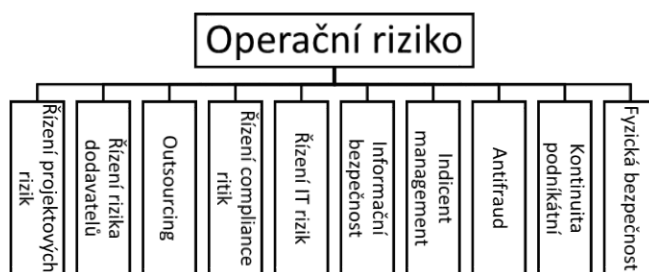 Operační riziko
Řízení projektových
rizik
Řízení rizika
dodavatelů
Outsourcing
Řízení compliance
ritik
Řízení IT rizik
Informační
bezpečnost
Indicent
management
Antifraud
Kontinuita
podníkátní
Fyzická bezpečnost